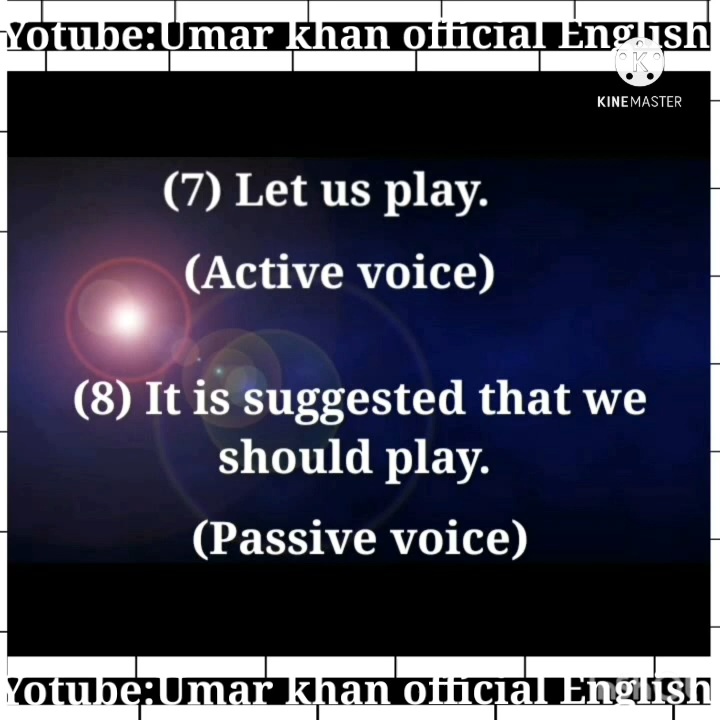 Yotube:Umar khan official English
KINEMASTER
(7) Let us play.
(Active voice)
(8) It is suggested that we
should play.
(Passive voice)
Yotube:Umar khan official English